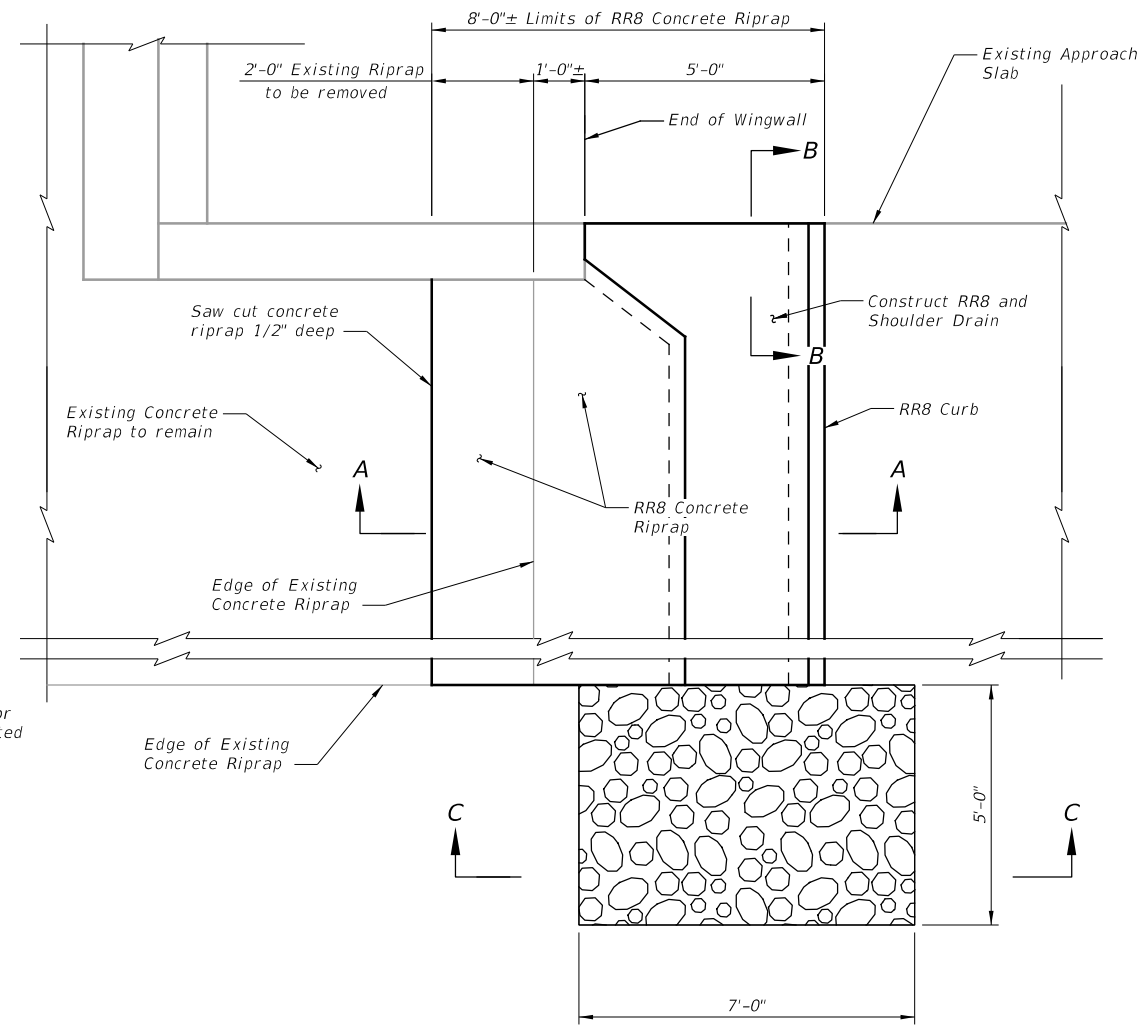 8'-0"± Limits of RR8 Concrete Riprap
2'-0" Existing Riprap
to be removed
1'-0"±
5'-0"
Existing Approach
Slab
End of Wingwall
B
Saw cut concrete
riprap 1/2" deep
Construct RR8 and
Shoulder Drain
B
Existing Concrete
Riprap to remain
RR8 Curb
A
A
RR8 Concrete
Riprap
Edge of Existing
Concrete Riprap
Edge of Existing
Concrete Riprap
C
5'-0"
C
7'-0"